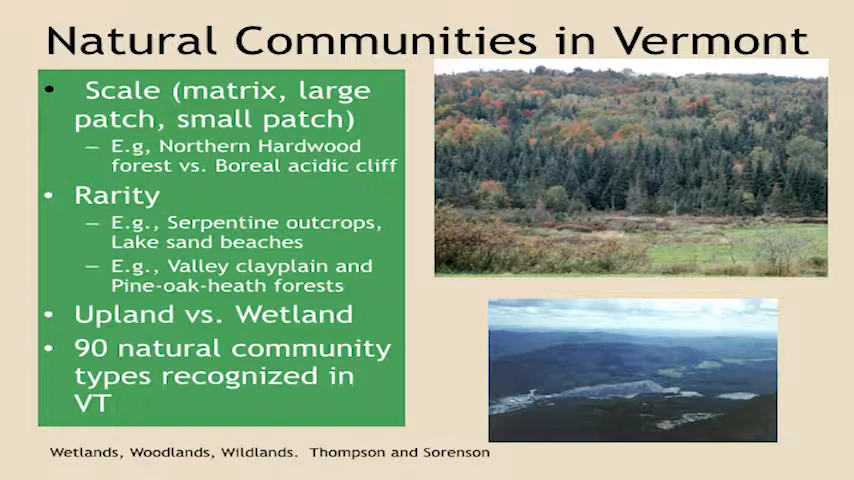 Natural Communities in Vermont
• Scale (matrix, large
patch, small patch)
– E.g, Northern Hardwood
forest vs. Boreal acidic cliff
• Rarity
– E.g., Serpentine outcrops,
Lake sand beaches
– E.g., Valley clayplain and
Pine-oak-heath forests
• Upland vs. Wetland
• 90 natural community
types recognized in
VT
Wetlands, Woodlands, Wildlands. Thompson and Sorenson